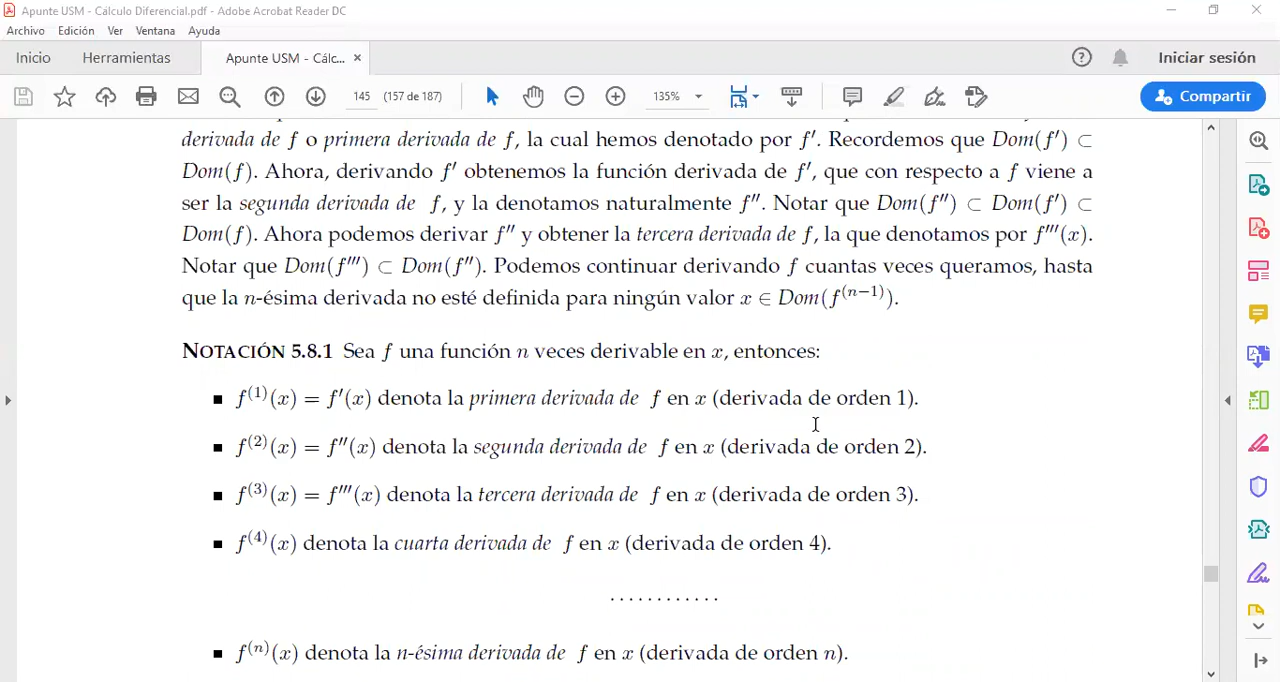 Apunte USM - Cálculo Diferencial.pdf - Adobe Acrobat Reader DC
Archivo Edición Ver Ventana Ayuda
Inicio Herramientas Apunte USM - Cálc... × Iniciar sesión
145 (157 de 187) 135% Compartir
derivada de f o primera derivada de f, la cual hemos denotado por f′. Recordemos que Dom(f′) ⊂
Dom(f). Ahora, derivando f′ obtenemos la función derivada de f′, que con respecto a f viene a
ser la segunda derivada de f, y la denotamos naturalmente f″. Notar que Dom(f″) ⊂ Dom(f′) ⊂
Dom(f). Ahora podemos derivar f″ y obtener la tercera derivada de f, la que denotamos por f‴(x).
Notar que Dom(f‴) ⊂ Dom(f″). Podemos continuar derivando f cuantas veces queramos, hasta
que la n-ésima derivada no esté definida para ningún valor x ∈ Dom(f⁽ⁿ⁻¹⁾).
NOTACIÓN 5.8.1 Sea f una función n veces derivable en x, entonces:
▪ f⁽¹⁾(x) = f′(x) denota la primera derivada de f en x (derivada de orden 1).
▪ f⁽²⁾(x) = f″(x) denota la segunda derivada de f en x (derivada de orden 2).
▪ f⁽³⁾(x) = f‴(x) denota la tercera derivada de f en x (derivada de orden 3).
▪ f⁽⁴⁾(x) denota la cuarta derivada de f en x (derivada de orden 4).
............
▪ f⁽ⁿ⁾(x) denota la n-ésima derivada de f en x (derivada de orden n).